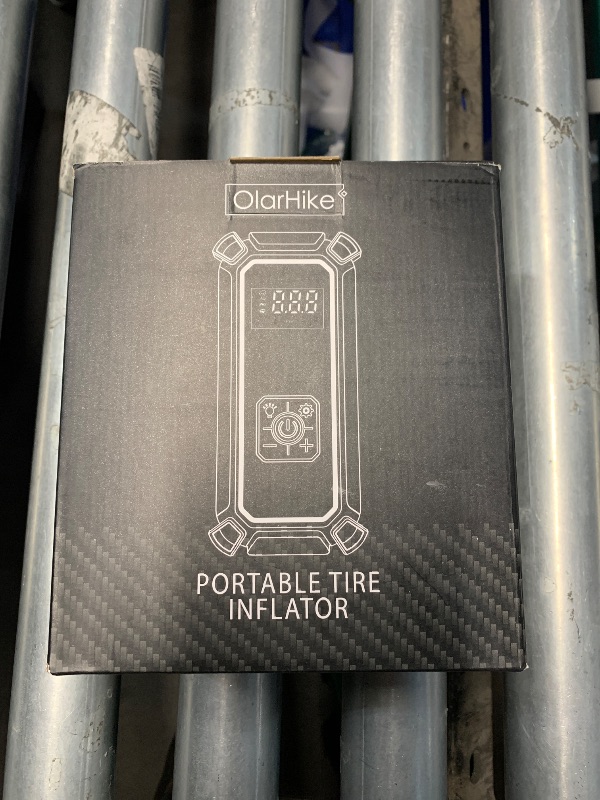 OlarHike
8.8.8
PORTABLE TIRE
INFLATOR